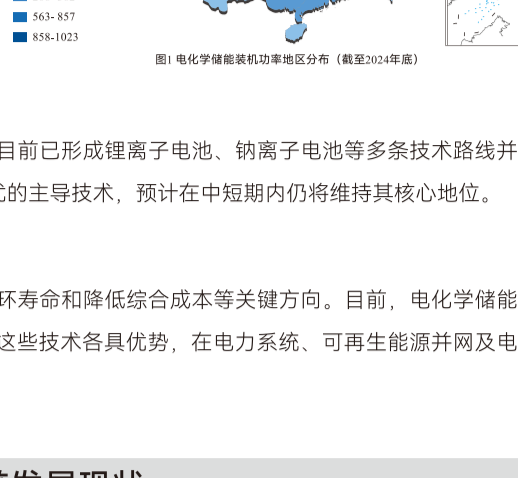 563- 857
858-1023
图1 电化学储能装机功率地区分布（截至2024年底）
目前已形成锂离子电池、钠离子电池等多条技术路线并
的主导技术，预计在中短期内仍将维持其核心地位。
环寿命和降低综合成本等关键方向。目前，电化学储能
这些技术各具优势，在电力系统、可再生能源并网及电
发展现状